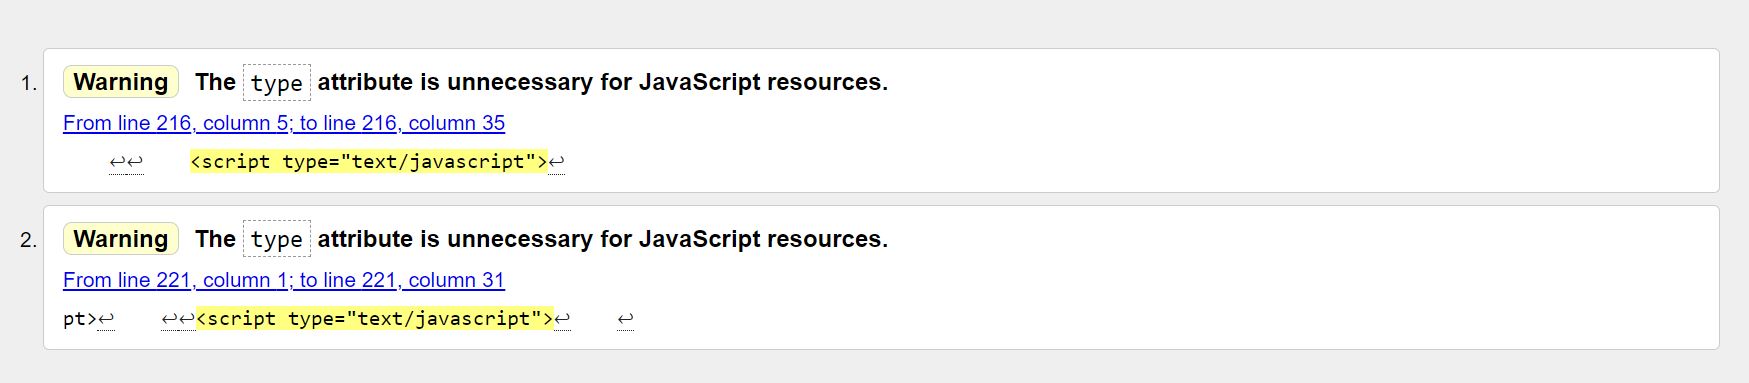 1. Warning The type attribute is unnecessary for JavaScript resources.
From line 216, column 5; to line 216, column 35
↩↩ <script type="text/javascript">↩
2. Warning The type attribute is unnecessary for JavaScript resources.
From line 221, column 1; to line 221, column 31
pt>↩ ↩↩<script type="text/javascript">↩ ↩